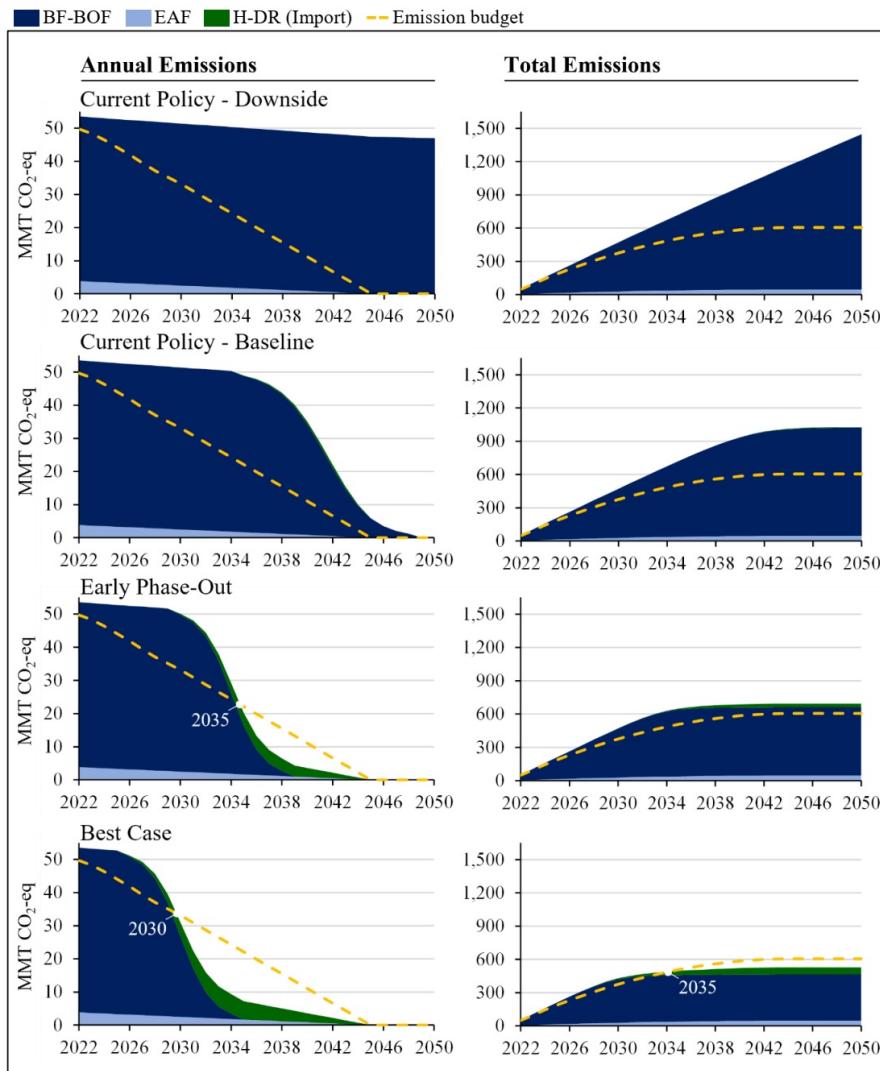 BF-BOF EAF H-DR (Import) Emission budget
Annual Emissions Total Emissions
Current Policy - Downside
MMT CO₂-eq
50
40
30
20
10
0
2022 2026 2030 2034 2038 2042 2046 2050
1,500
1,200
900
600
300
0
2022 2026 2030 2034 2038 2042 2046 2050
Current Policy - Baseline
MMT CO₂-eq
50
40
30
20
10
0
2022 2026 2030 2034 2038 2042 2046 2050
1,500
1,200
900
600
300
0
2022 2026 2030 2034 2038 2042 2046 2050
Early Phase-Out
MMT CO₂-eq
50
40
30
20
10
0
2035
2022 2026 2030 2034 2038 2042 2046 2050
1,500
1,200
900
600
300
0
2022 2026 2030 2034 2038 2042 2046 2050
Best Case
MMT CO₂-eq
50
40
30
20
10
0
2030
2022 2026 2030 2034 2038 2042 2046 2050
1,500
1,200
900
600
300
0
2035
2022 2026 2030 2034 2038 2042 2046 2050